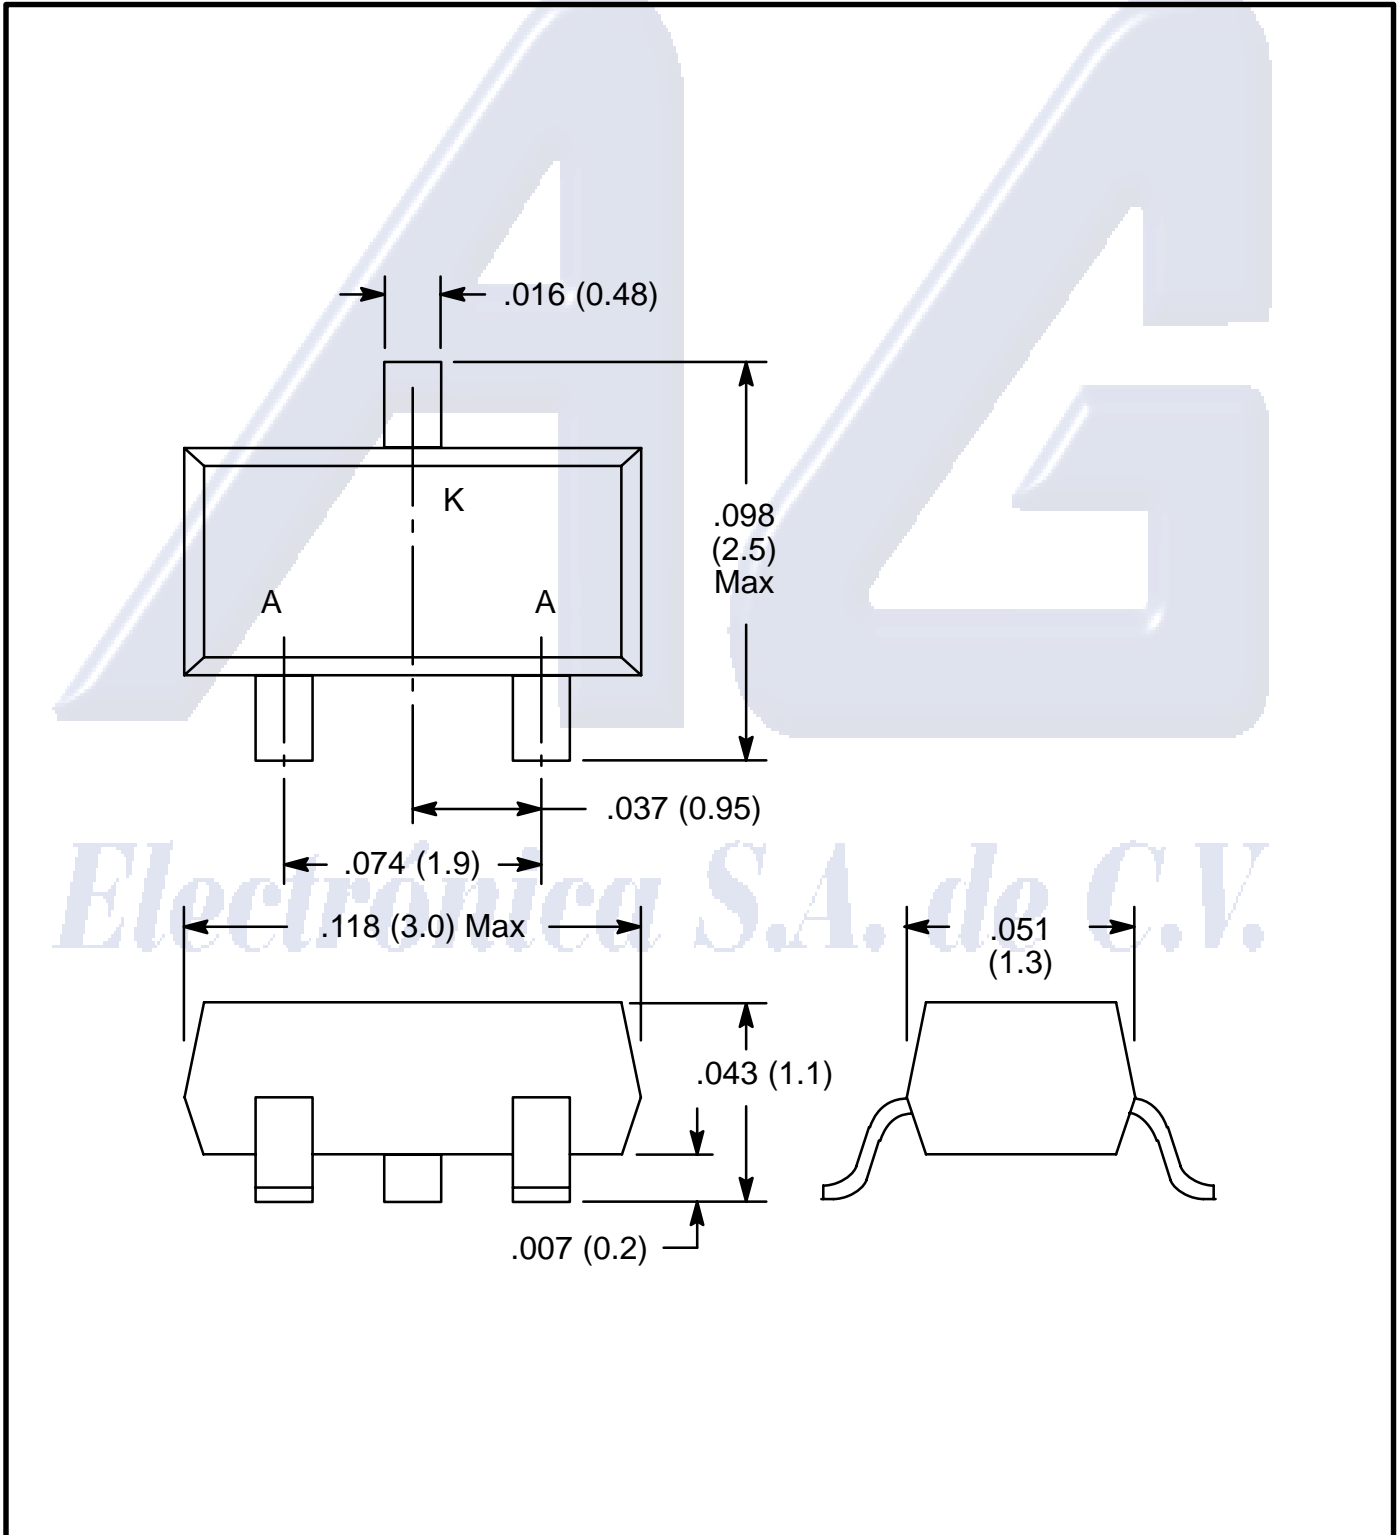 .016 (0.48)
K
.098
(2.5)
Max
A
A
.037 (0.95)
.074 (1.9)
.118 (3.0) Max
.051
(1.3)
.043 (1.1)
.007 (0.2)
AG
Electrónica S.A. de C.V.